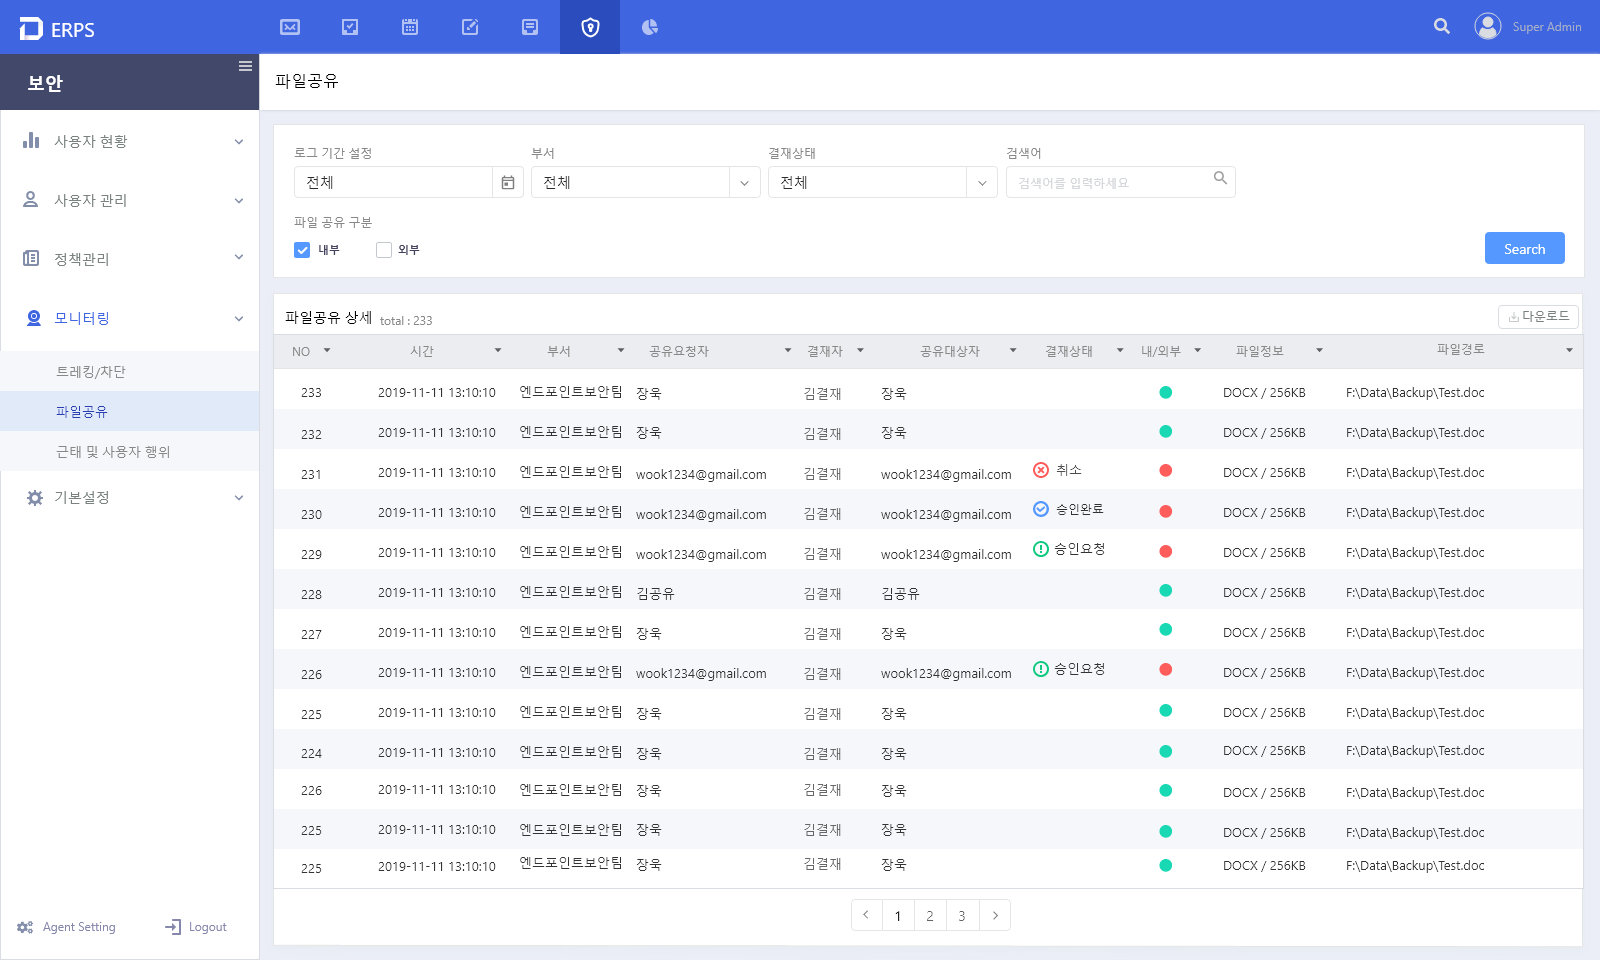 ERPS
Super Admin
보안
파일공유
사용자 현황
사용자 관리
정책관리
모니터링
트레킹/차단
파일공유
근태 및 사용자 행위
기본설정
Agent Setting
Logout
로그 기간 설정 부서 결재상태 검색어
전체 전체 전체 검색어를 입력하세요
파일 공유 구분
내부 외부
Search
파일공유 상세 total : 233 다운로드
NO 시간 부서 공유요청자 결재자 공유대상자 결재상태 내/외부 파일정보 파일경로
233 2019-11-11 13:10:10 엔드포인트보안팀 장욱 김결재 장욱 DOCX / 256KB F:\Data\Backup\Test.doc
232 2019-11-11 13:10:10 엔드포인트보안팀 장욱 김결재 장욱 DOCX / 256KB F:\Data\Backup\Test.doc
231 2019-11-11 13:10:10 엔드포인트보안팀 wook1234@gmail.com 김결재 wook1234@gmail.com 취소 DOCX / 256KB F:\Data\Backup\Test.doc
230 2019-11-11 13:10:10 엔드포인트보안팀 wook1234@gmail.com 김결재 wook1234@gmail.com 승인완료 DOCX / 256KB F:\Data\Backup\Test.doc
229 2019-11-11 13:10:10 엔드포인트보안팀 wook1234@gmail.com 김결재 wook1234@gmail.com 승인요청 DOCX / 256KB F:\Data\Backup\Test.doc
228 2019-11-11 13:10:10 엔드포인트보안팀 김공유 김결재 김공유 DOCX / 256KB F:\Data\Backup\Test.doc
227 2019-11-11 13:10:10 엔드포인트보안팀 장욱 김결재 장욱 DOCX / 256KB F:\Data\Backup\Test.doc
226 2019-11-11 13:10:10 엔드포인트보안팀 wook1234@gmail.com 김결재 wook1234@gmail.com 승인요청 DOCX / 256KB F:\Data\Backup\Test.doc
225 2019-11-11 13:10:10 엔드포인트보안팀 장욱 김결재 장욱 DOCX / 256KB F:\Data\Backup\Test.doc
224 2019-11-11 13:10:10 엔드포인트보안팀 장욱 김결재 장욱 DOCX / 256KB F:\Data\Backup\Test.doc
226 2019-11-11 13:10:10 엔드포인트보안팀 장욱 김결재 장욱 DOCX / 256KB F:\Data\Backup\Test.doc
225 2019-11-11 13:10:10 엔드포인트보안팀 장욱 김결재 장욱 DOCX / 256KB F:\Data\Backup\Test.doc
225 2019-11-11 13:10:10 엔드포인트보안팀 장욱 김결재 장욱 DOCX / 256KB F:\Data\Backup\Test.doc
1 2 3